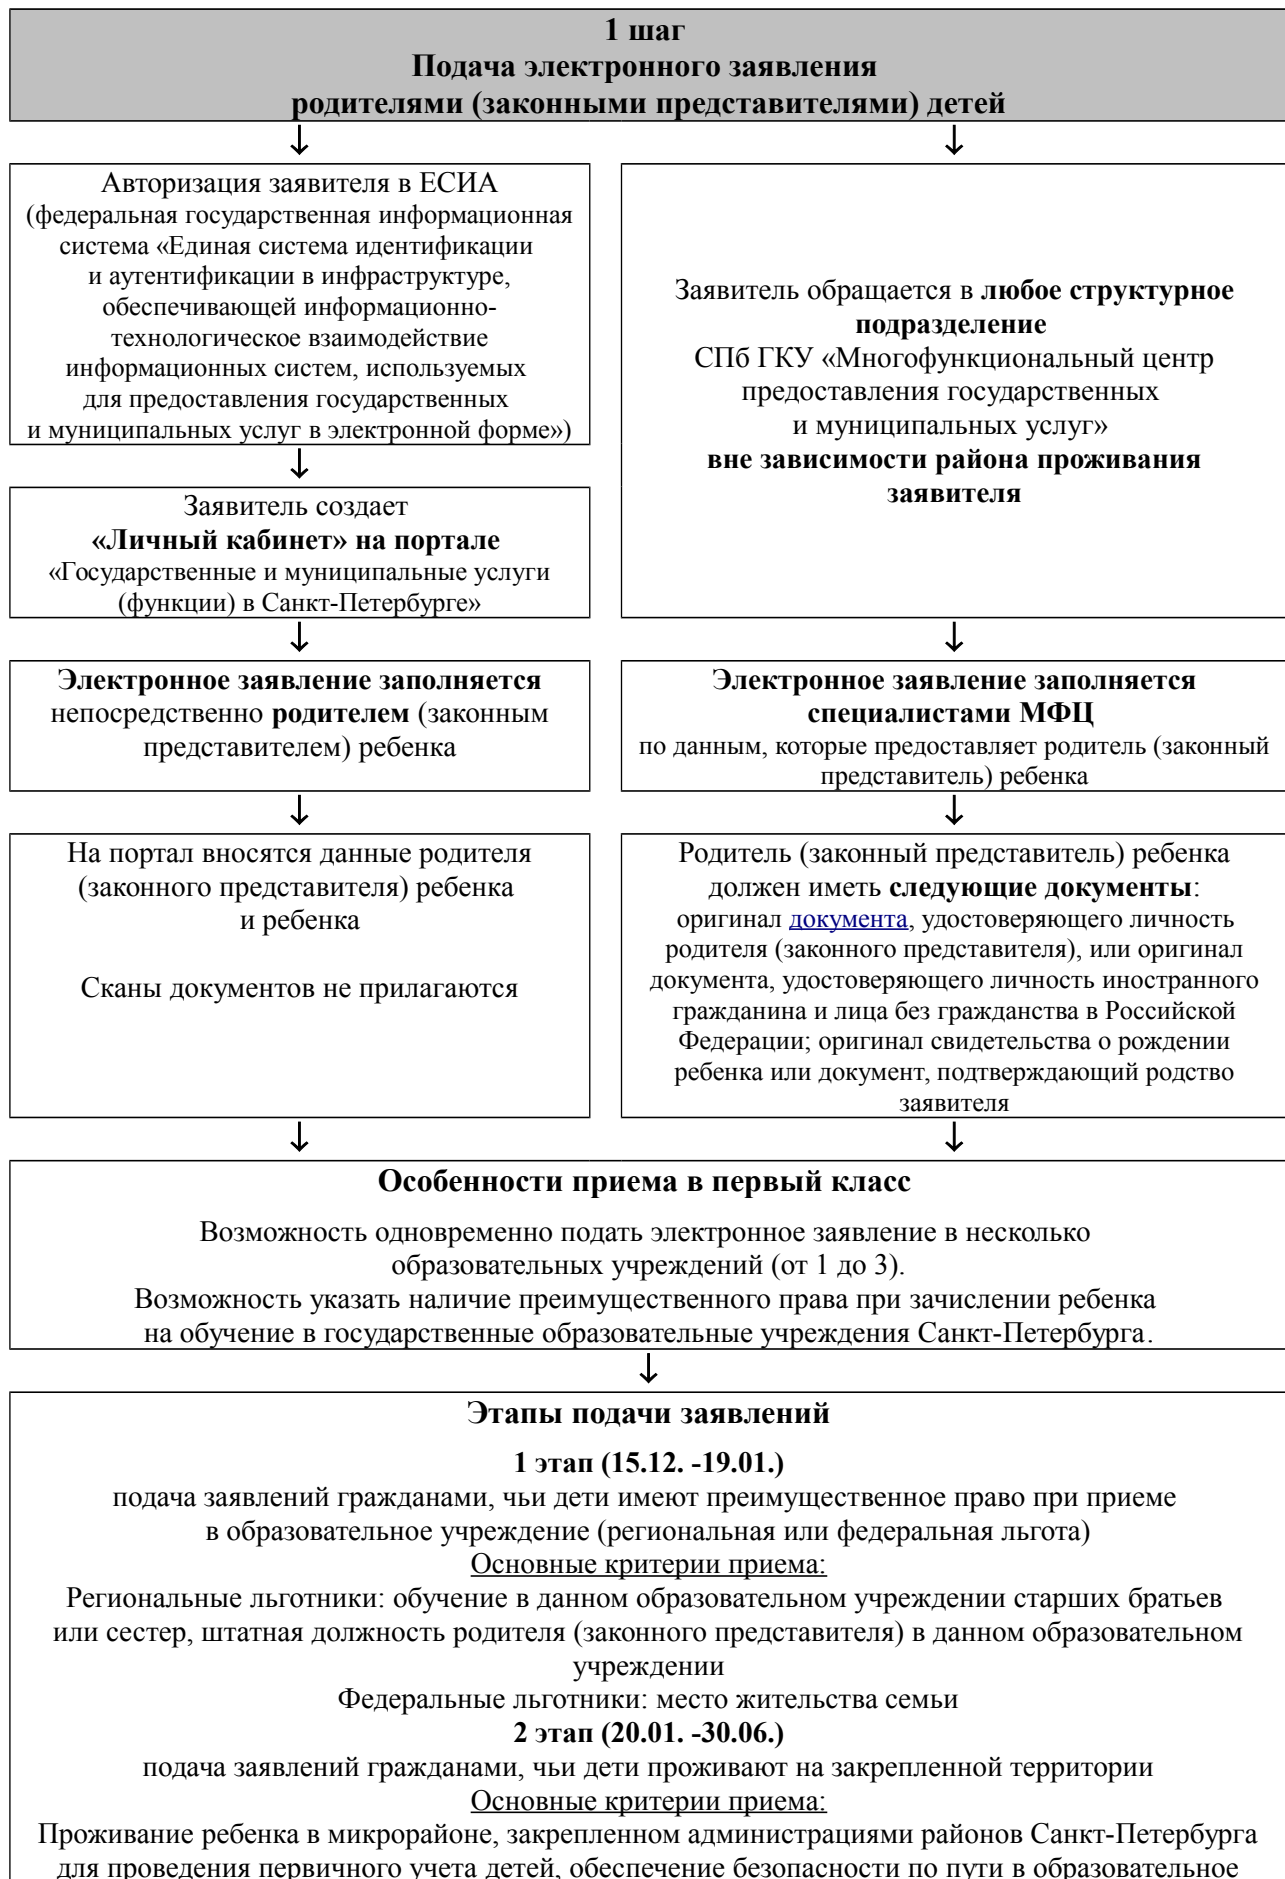 1 шаг
Подача электронного заявления
родителями (законными представителями) детей
↓
↓
Авторизация заявителя в ЕСИА
(федеральная государственная информационная
система «Единая система идентификации
и аутентификации в инфраструктуре,
обеспечивающей информационно-
технологическое взаимодействие
информационных систем, используемых
для предоставления государственных
и муниципальных услуг в электронной форме»)
↓
Заявитель создает
«Личный кабинет» на портале
«Государственные и муниципальные услуги
(функции) в Санкт-Петербурге»
Заявитель обращается в любое структурное
подразделение
СПб ГКУ «Многофункциональный центр
предоставления государственных
и муниципальных услуг»
вне зависимости района проживания
заявителя
↓
↓
Электронное заявление заполняется
непосредственно родителем (законным
представителем) ребенка
Электронное заявление заполняется
специалистами МФЦ
по данным, которые предоставляет родитель (законный
представитель) ребенка
↓
↓
На портал вносятся данные родителя
(законного представителя) ребенка
и ребенка
Сканы документов не прилагаются
Родитель (законный представитель) ребенка
должен иметь следующие документы:
оригинал документа, удостоверяющего личность
родителя (законного представителя), или оригинал
документа, удостоверяющего личность иностранного
гражданина и лица без гражданства в Российской
Федерации; оригинал свидетельства о рождении
ребенка или документ, подтверждающий родство
заявителя
↓
↓
Особенности приема в первый класс
Возможность одновременно подать электронное заявление в несколько
образовательных учреждений (от 1 до 3).
Возможность указать наличие преимущественного права при зачислении ребенка
на обучение в государственные образовательные учреждения Санкт-Петербурга.
↓
Этапы подачи заявлений
1 этап (15.12. -19.01.)
подача заявлений гражданами, чьи дети имеют преимущественное право при приеме
в образовательное учреждение (региональная или федеральная льгота)
Основные критерии приема:
Региональные льготники: обучение в данном образовательном учреждении старших братьев
или сестер, штатная должность родителя (законного представителя) в данном образовательном
учреждении
Федеральные льготники: место жительства семьи
2 этап (20.01. -30.06.)
подача заявлений гражданами, чьи дети проживают на закрепленной территории
Основные критерии приема:
Проживание ребенка в микрорайоне, закрепленном администрациями районов Санкт-Петербурга
для проведения первичного учета детей, обеспечение безопасности по пути в образовательное